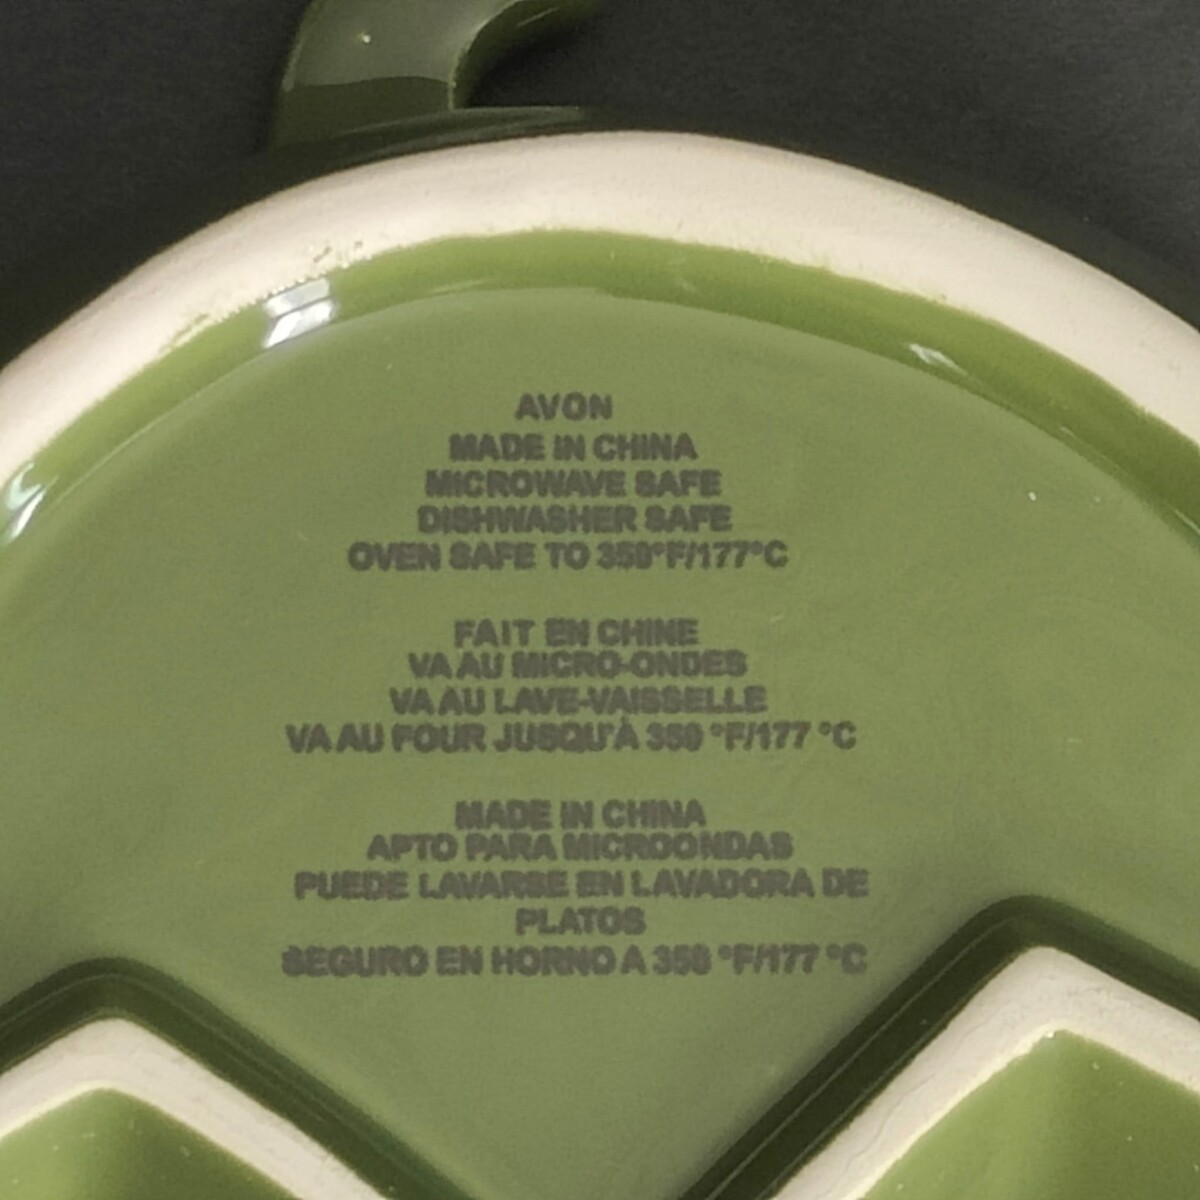 AVON
MADE IN CHINA
MICROWAVE SAFE
DISHWASHER SAFE
OVEN SAFE TO 350°F/177°C
FAIT EN CHINE
VA AU MICRO-ONDES
VA AU LAVE-VAISSELLE
VA AU FOUR JUSQU'À 350 °F/177 °C
MADE IN CHINA
APTO PARA MICROONDAS
PUEDE LAVARSE EN LAVADORA DE
PLATOS
SEGURO EN HORNO A 350 °F/177 °C